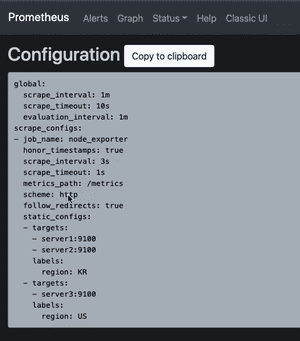 Prometheus Alerts Graph Status Help Classic UI
Configuration Copy to clipboard
global:
  scrape_interval: 1m
  scrape_timeout: 10s
  evaluation_interval: 1m
scrape_configs:
- job_name: node_exporter
  honor_timestamps: true
  scrape_interval: 3s
  scrape_timeout: 1s
  metrics_path: /metrics
  scheme: http
  follow_redirects: true
  static_configs:
  - targets:
    - server1:9100
    - server2:9100
    labels:
      region: KR
  - targets:
    - server3:9100
    labels:
      region: US